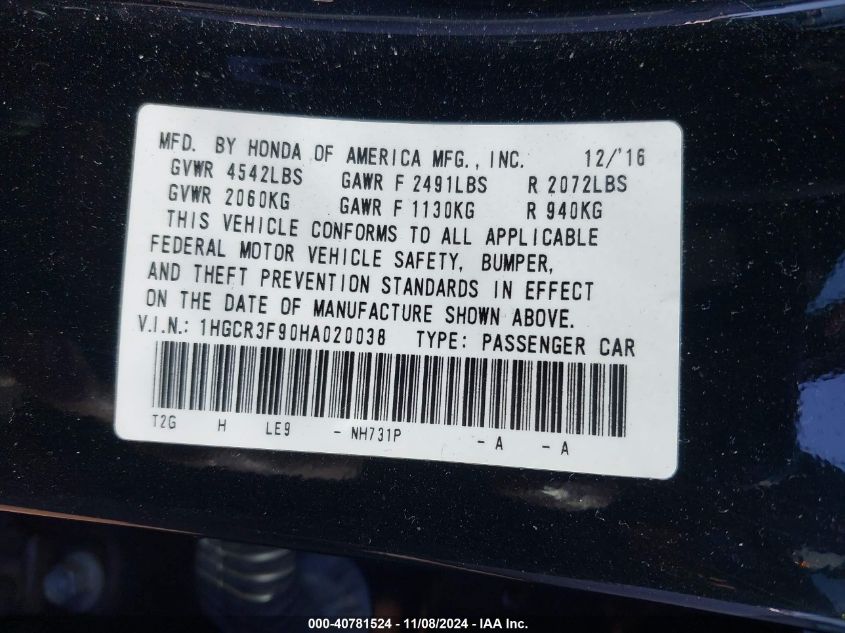 MFD. BY HONDA OF AMERICA MFG., INC. 12/'16
GVWR 4542LBS GAWR F 2491LBS R 2072LBS
GVWR 2060KG GAWR F 1130KG R 940KG
THIS VEHICLE CONFORMS TO ALL APPLICABLE
FEDERAL MOTOR VEHICLE SAFETY, BUMPER,
AND THEFT PREVENTION STANDARDS IN EFFECT
ON THE DATE OF MANUFACTURE SHOWN ABOVE.
V.I.N.: 1HGCR3F90HA020038 TYPE: PASSENGER CAR
T2G H LE9 - NH731P - A - A
000-40781524 - 11/08/2024 - IAA Inc.